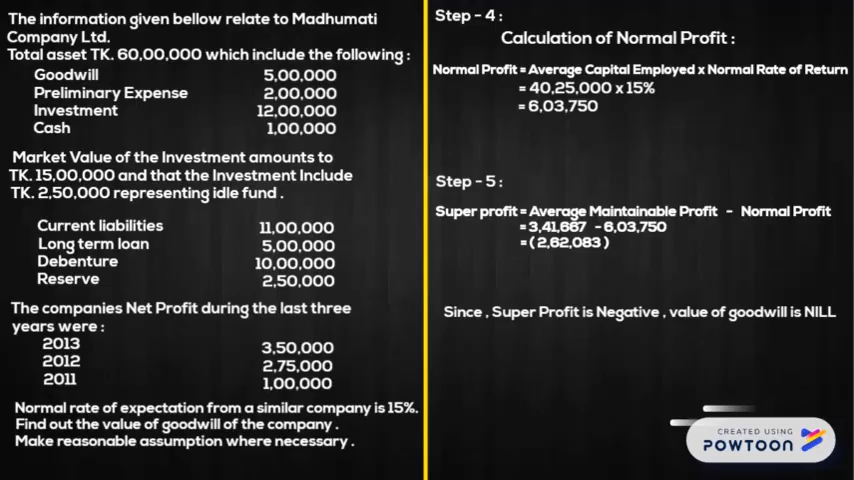 The information given bellow relate to Madhumati
Company Ltd.
Total asset TK. 60,00,000 which include the following :
Goodwill 5,00,000
Preliminary Expense 2,00,000
Investment 12,00,000
Cash 1,00,000
Market Value of the Investment amounts to
TK. 15,00,000 and that the Investment Include
TK. 2,50,000 representing idle fund .
Current liabilities 11,00,000
Long term loan 5,00,000
Debenture 10,00,000
Reserve 2,50,000
The companies Net Profit during the last three
years were :
2013 3,50,000
2012 2,75,000
2011 1,00,000
Normal rate of expectation from a similar company is 15%.
Find out the value of goodwill of the company .
Make reasonable assumption where necessary .
Step - 4 :
Calculation of Normal Profit :
Normal Profit = Average Capital Employed x Normal Rate of Return
= 40,25,000 x 15%
= 6,03,750
Step - 5 :
Super profit = Average Maintainable Profit - Normal Profit
= 3,41,667 - 6,03,750
= ( 2,62,083 )
Since , Super Profit is Negative , value of goodwill is NILL
CREATED USING
POWTOON